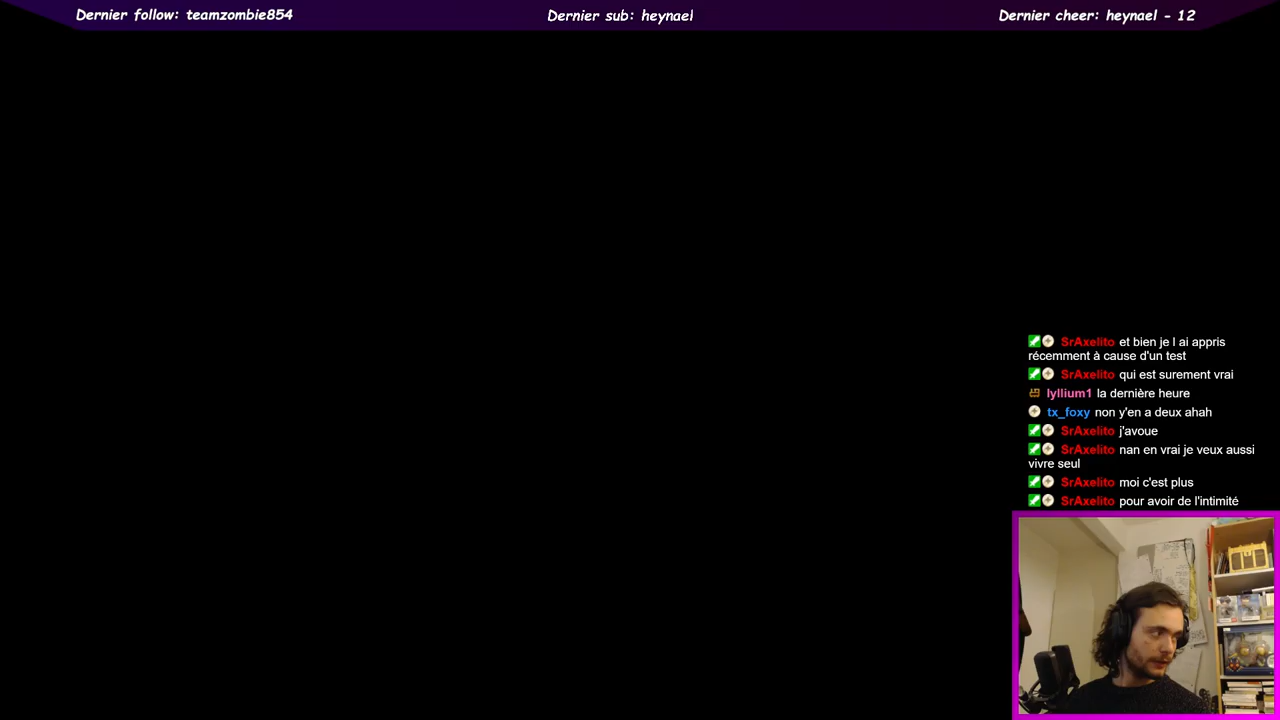 Dernier follow: teamzombie854
Dernier sub: heynael
Dernier cheer: heynael - 12
SrAxelito et bien je l ai appris
récemment à cause d'un test
SrAxelito qui est surement vrai
lyllium1 la dernière heure
tx_foxy non y'en a deux ahah
SrAxelito j'avoue
SrAxelito nan en vrai je veux aussi
vivre seul
SrAxelito moi c'est plus
SrAxelito pour avoir de l'intimité